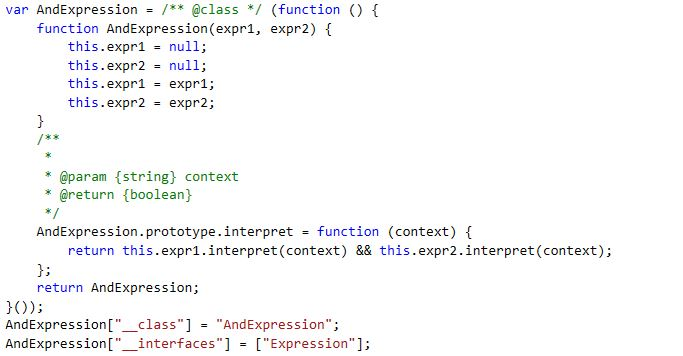 var AndExpression = /** @class */ (function () {
    function AndExpression(expr1, expr2) {
        this.expr1 = null;
        this.expr2 = null;
        this.expr1 = expr1;
        this.expr2 = expr2;
    }
    /**
     *
     * @param {string} context
     * @return {boolean}
     */
    AndExpression.prototype.interpret = function (context) {
        return this.expr1.interpret(context) && this.expr2.interpret(context);
    };
    return AndExpression;
}());
AndExpression["__class"] = "AndExpression";
AndExpression["__interfaces"] = ["Expression"];